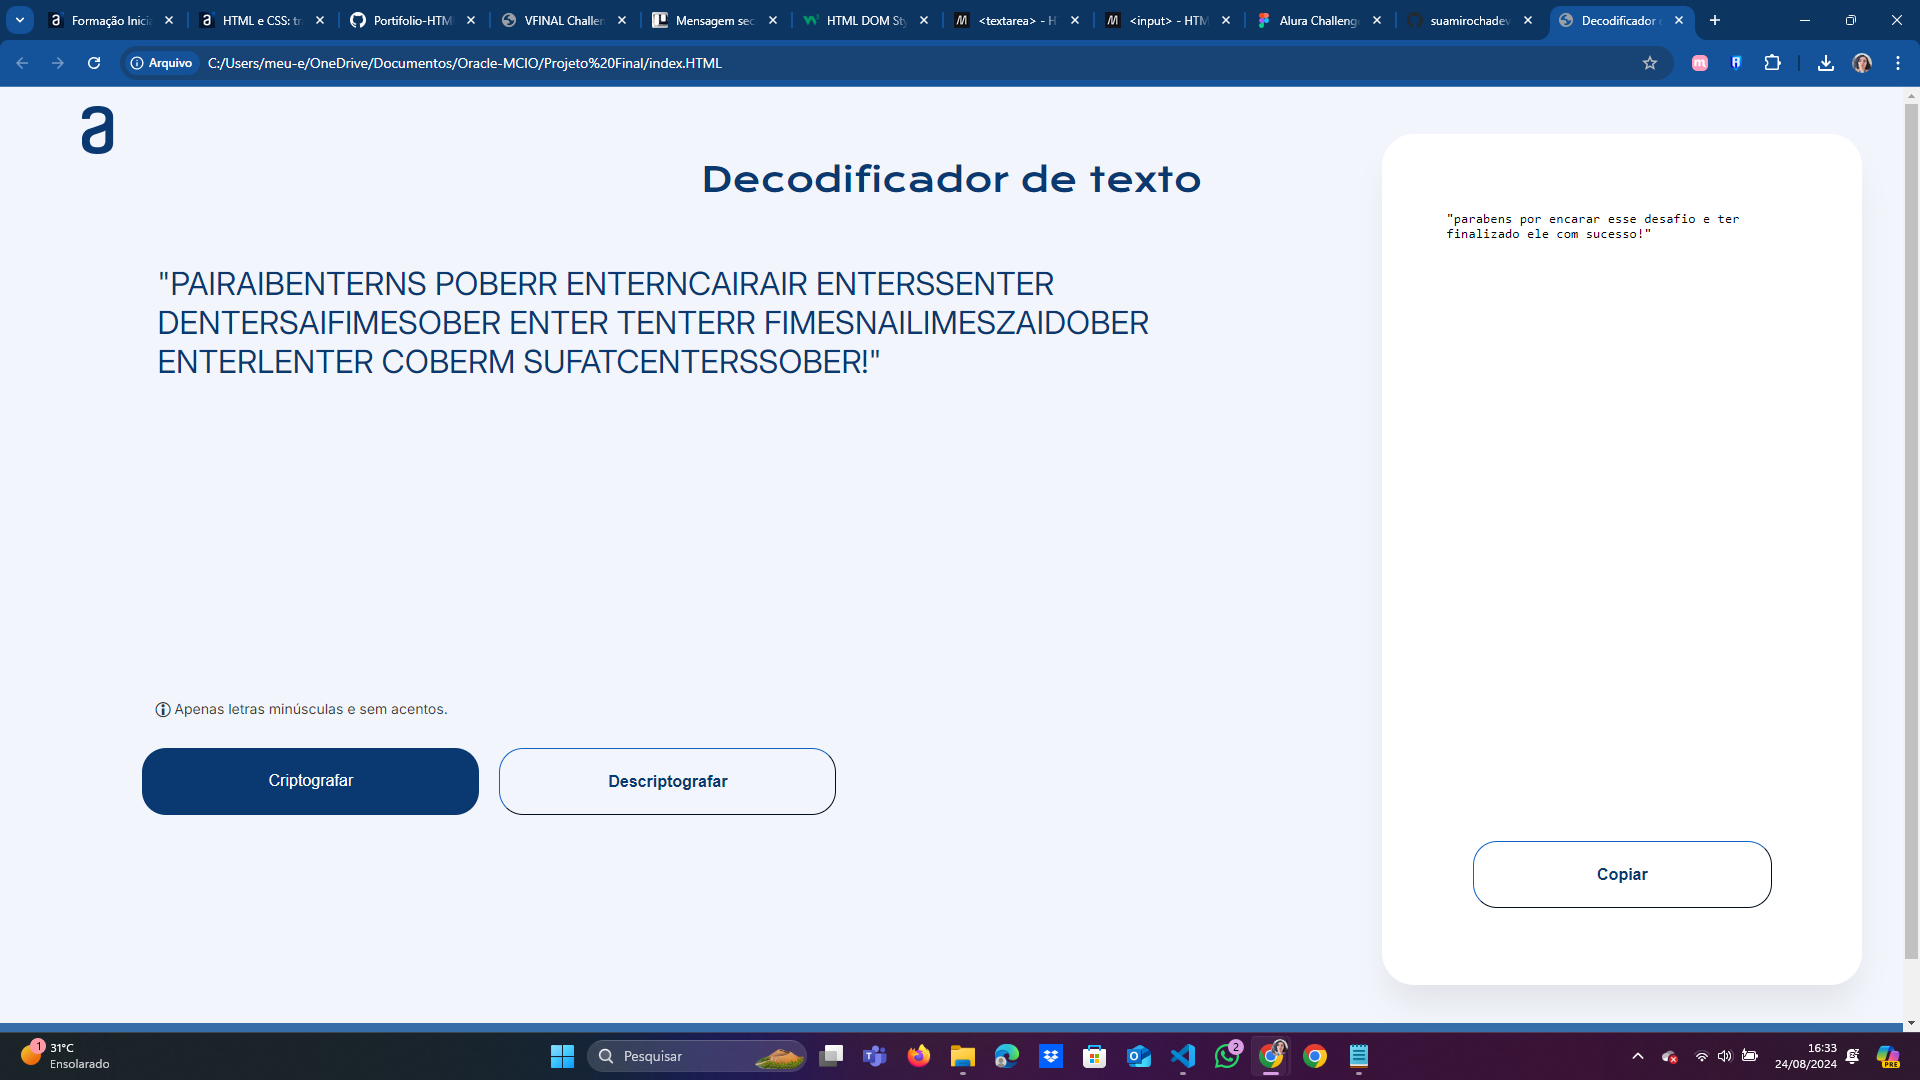 Formação Inicia
HTML e CSS: tr
Portifolio-HTM
VFINAL Challen
Mensagem sec
HTML DOM Sty
<textarea> - H
<input> - HTM
Alura Challenge
suamirochadev
Decodificador d
Arquivo
C:/Users/meu-e/OneDrive/Documentos/Oracle-MCIO/Projeto%20Final/index.HTML
a
Decodificador de texto
"PAIRAIBENTERNS POBERR ENTERNCAIRAIR ENTERSSENTER
DENTERSAIFIMESOBER ENTER TENTERR FIMESNAILIMESZAIDOBER
ENTERLENTER COBERM SUFATCENTERSSOBER!"
Apenas letras minúsculas e sem acentos.
Criptografar
Descriptografar
"parabens por encarar esse desafio e ter
finalizado ele com sucesso!"
Copiar
1
31°C
Ensolarado
Pesquisar
2
16:33
24/08/2024
PRE